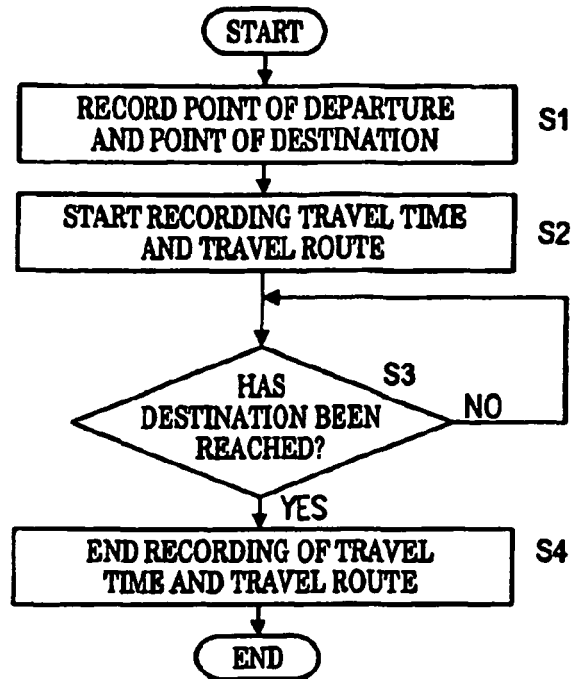 START
RECORD POINT OF DEPARTURE
AND POINT OF DESTINATION
S1
START RECORDING TRAVEL TIME
AND TRAVEL ROUTE
S2
S3
HAS
DESTINATION BEEN
REACHED?
NO
YES
END RECORDING OF TRAVEL
TIME AND TRAVEL ROUTE
S4
END